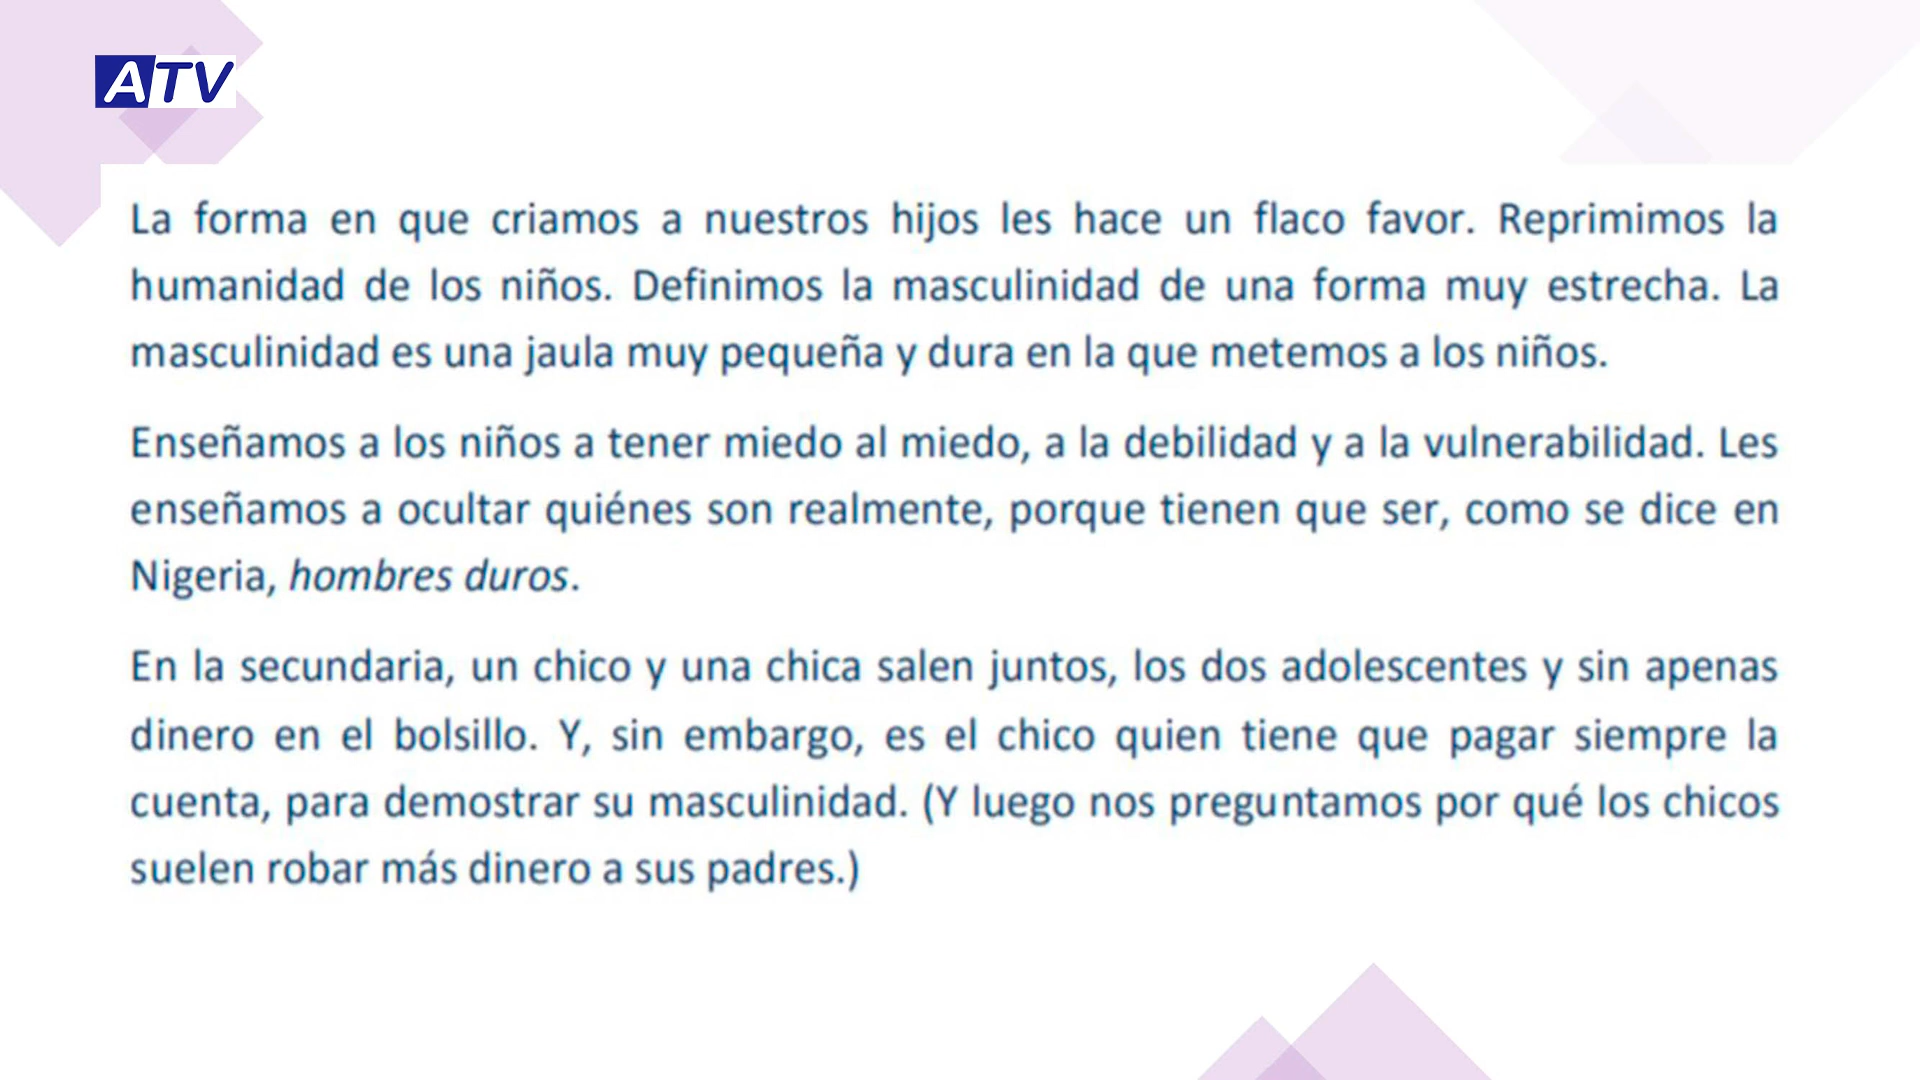 ATV
La forma en que criamos a nuestros hijos les hace un flaco favor. Reprimimos la
humanidad de los niños. Definimos la masculinidad de una forma muy estrecha. La
masculinidad es una jaula muy pequeña y dura en la que metemos a los niños.
Enseñamos a los niños a tener miedo al miedo, a la debilidad y a la vulnerabilidad. Les
enseñamos a ocultar quiénes son realmente, porque tienen que ser, como se dice en
Nigeria, hombres duros.
En la secundaria, un chico y una chica salen juntos, los dos adolescentes y sin apenas
dinero en el bolsillo. Y, sin embargo, es el chico quien tiene que pagar siempre la
cuenta, para demostrar su masculinidad. (Y luego nos preguntamos por qué los chicos
suelen robar más dinero a sus padres.)